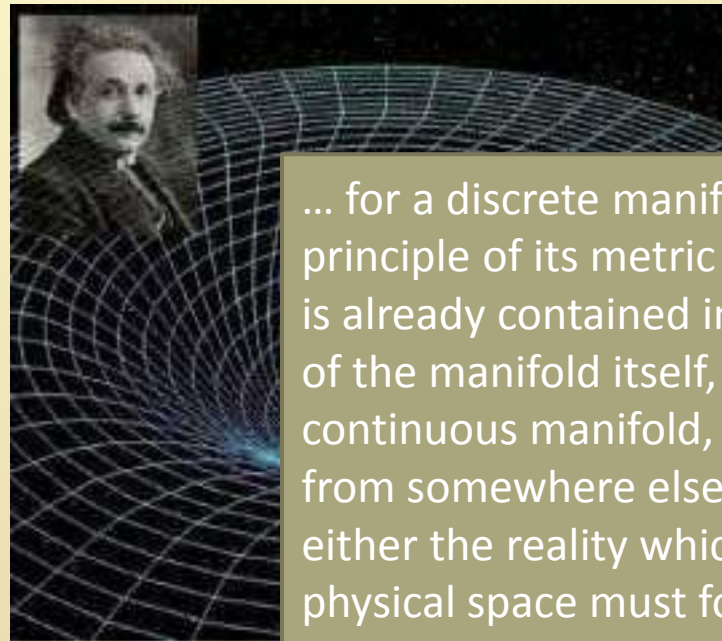 … for a discrete manif
principle of its metric
is already contained i
of the manifold itself,
continuous manifold,
from somewhere else
either the reality whic
physical space must fo